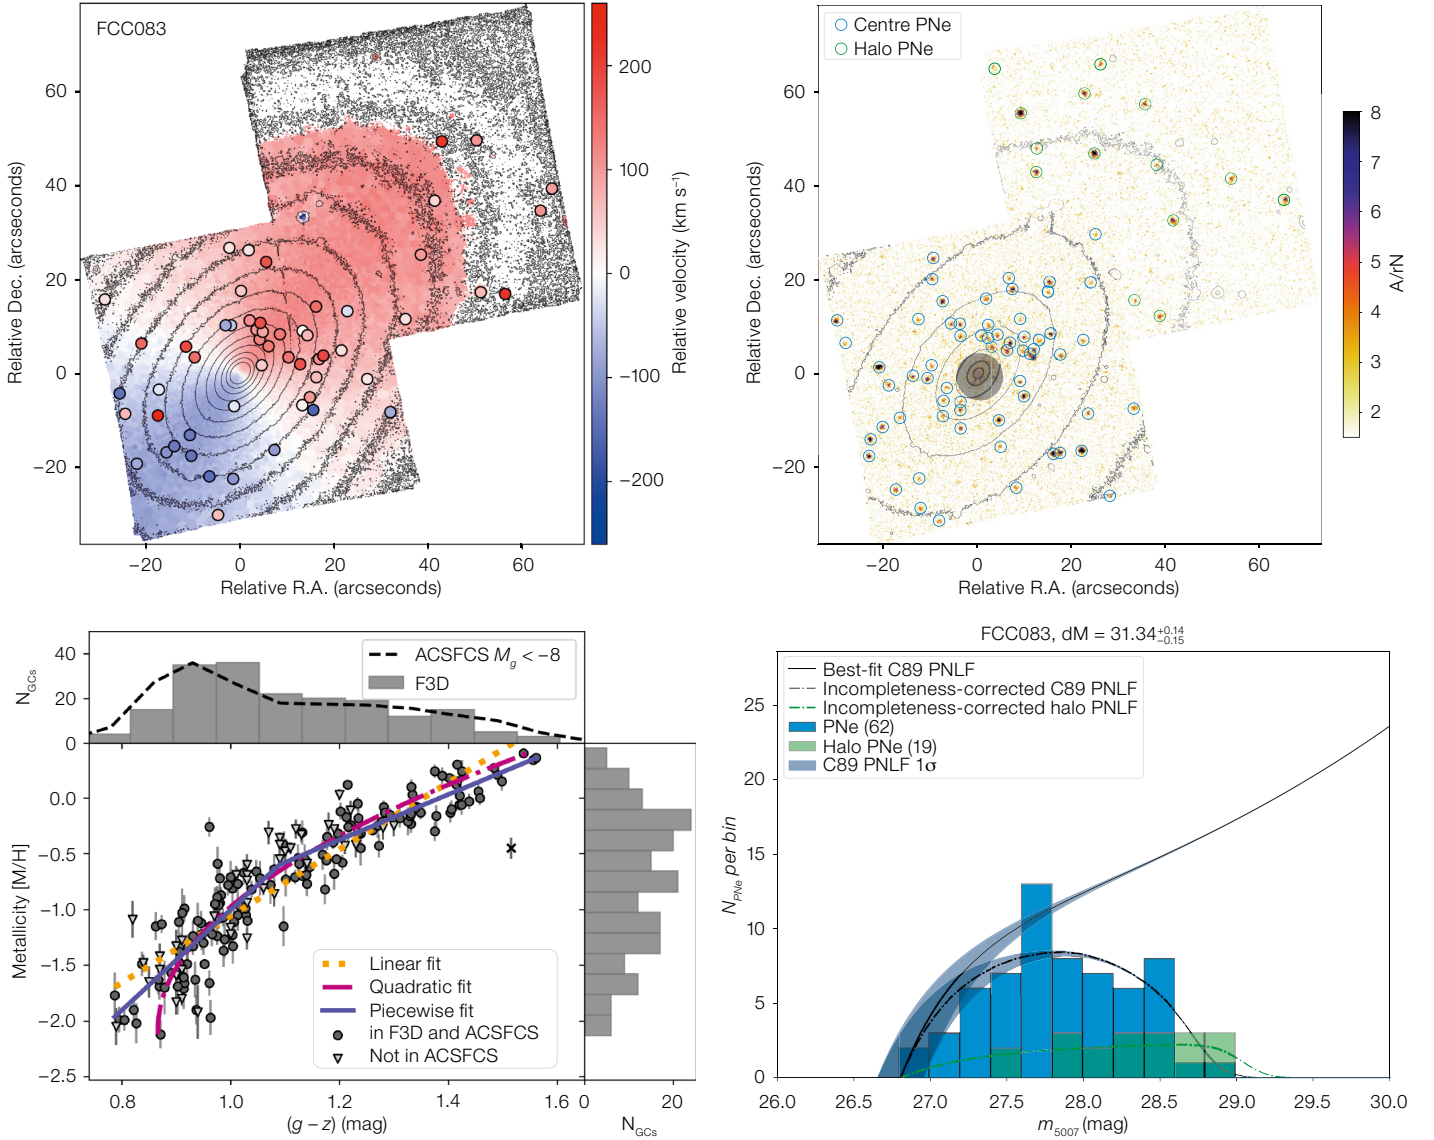 FCC083
60
40
20
0
−20
Relative Dec. (arcseconds)
−20
0
20
40
60
Relative R.A. (arcseconds)
200
100
0
−100
−200
Relative velocity (km s⁻¹)
Centre PNe
Halo PNe
60
40
20
0
−20
Relative Dec. (arcseconds)
−20
0
20
40
60
Relative R.A. (arcseconds)
8
7
6
5
4
3
2
A/rN
40
20
0
N_GCs
ACSFCS M_g < −8
F3D
0.0
−0.5
−1.0
−1.5
−2.0
−2.5
Metallicity [M/H]
Linear fit
Quadratic fit
Piecewise fit
in F3D and ACSFCS
Not in ACSFCS
0.8
1.0
1.2
1.4
1.6
(g − z) (mag)
0
20
N_GCs
FCC083, dM = 31.34 +0.14 −0.15
Best-fit C89 PNLF
Incompleteness-corrected C89 PNLF
Incompleteness-corrected halo PNLF
PNe (62)
Halo PNe (19)
C89 PNLF 1σ
25
20
15
10
5
0
N_PNe per bin
26.0
26.5
27.0
27.5
28.0
28.5
29.0
29.5
30.0
m_5007 (mag)